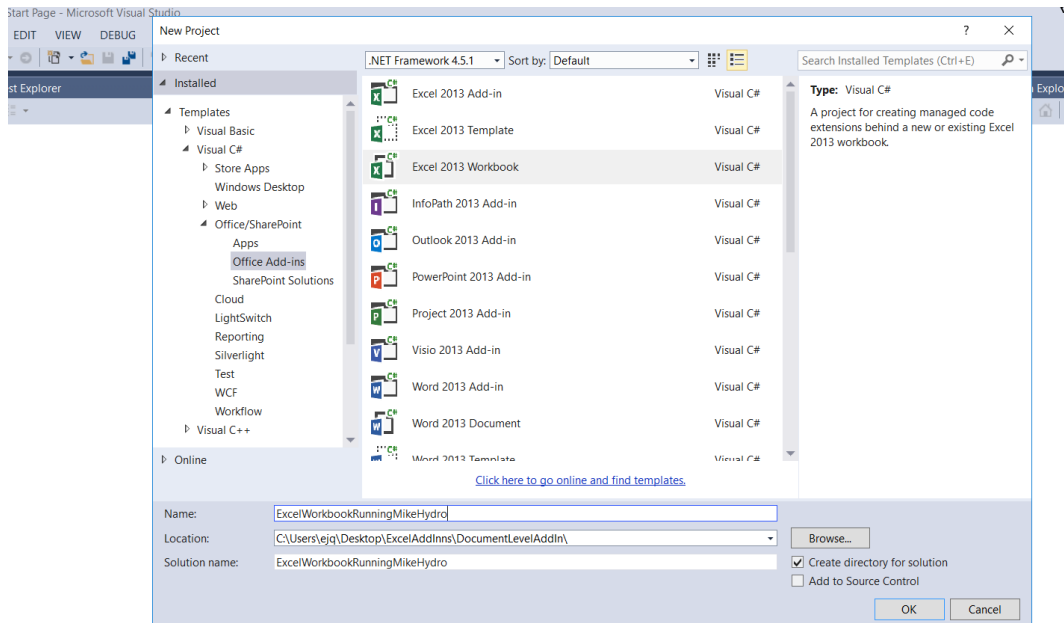 Start Page - Microsoft Visual Studio
EDIT VIEW DEBUG
New Project
? ×
Recent
.NET Framework 4.5.1 Sort by: Default
Search Installed Templates (Ctrl+E)
Installed
Templates
Visual Basic
Visual C#
Store Apps
Windows Desktop
Web
Office/SharePoint
Apps
Office Add-ins
SharePoint Solutions
Cloud
LightSwitch
Reporting
Silverlight
Test
WCF
Workflow
Visual C++
Online
Excel 2013 Add-in Visual C#
Excel 2013 Template Visual C#
Excel 2013 Workbook Visual C#
InfoPath 2013 Add-in Visual C#
Outlook 2013 Add-in Visual C#
PowerPoint 2013 Add-in Visual C#
Project 2013 Add-in Visual C#
Visio 2013 Add-in Visual C#
Word 2013 Add-in Visual C#
Word 2013 Document Visual C#
Word 2013 Template Visual C#
Click here to go online and find templates.
Type: Visual C#
A project for creating managed code
extensions behind a new or existing Excel
2013 workbook.
st Explorer
Explo
Name: ExcelWorkbookRunningMikeHydro
Location: C:\Users\ejq\Desktop\ExcelAddInns\DocumentLevelAddIn\
Browse...
Solution name: ExcelWorkbookRunningMikeHydro
Create directory for solution
Add to Source Control
OK Cancel